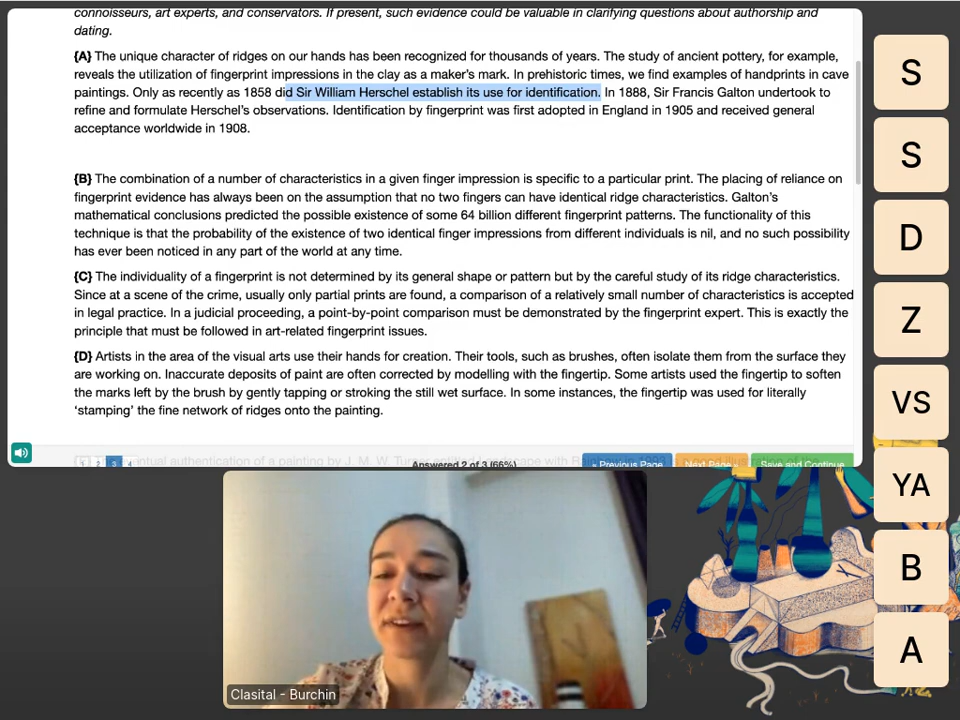 connoisseurs, art experts, and conservators. If present, such evidence could be valuable in clarifying questions about authorship and
dating.
{A} The unique character of ridges on our hands has been recognized for thousands of years. The study of ancient pottery, for example,
reveals the utilization of fingerprint impressions in the clay as a maker's mark. In prehistoric times, we find examples of handprints in cave
paintings. Only as recently as 1858 did Sir William Herschel establish its use for identification. In 1888, Sir Francis Galton undertook to
refine and formulate Herschel's observations. Identification by fingerprint was first adopted in England in 1905 and received general
acceptance worldwide in 1908.
{B} The combination of a number of characteristics in a given finger impression is specific to a particular print. The placing of reliance on
fingerprint evidence has always been on the assumption that no two fingers can have identical ridge characteristics. Galton's
mathematical conclusions predicted the possible existence of some 64 billion different fingerprint patterns. The functionality of this
technique is that the probability of the existence of two identical finger impressions from different individuals is nil, and no such possibility
has ever been noticed in any part of the world at any time.
{C} The individuality of a fingerprint is not determined by its general shape or pattern but by the careful study of its ridge characteristics.
Since at a scene of the crime, usually only partial prints are found, a comparison of a relatively small number of characteristics is accepted
in legal practice. In a judicial proceeding, a point-by-point comparison must be demonstrated by the fingerprint expert. This is exactly the
principle that must be followed in art-related fingerprint issues.
{D} Artists in the area of the visual arts use their hands for creation. Their tools, such as brushes, often isolate them from the surface they
are working on. Inaccurate deposits of paint are often corrected by modelling with the fingertip. Some artists used the fingertip to soften
the marks left by the brush by gently tapping or stroking the still wet surface. In some instances, the fingertip was used for literally
'stamping' the fine network of ridges onto the painting.
1 2 3 4 Answered 2 of 3 (66%) « Previous Page Next Page » Save and Continue
S
S
D
Z
VS
YA
B
A
Clasital - Burchin